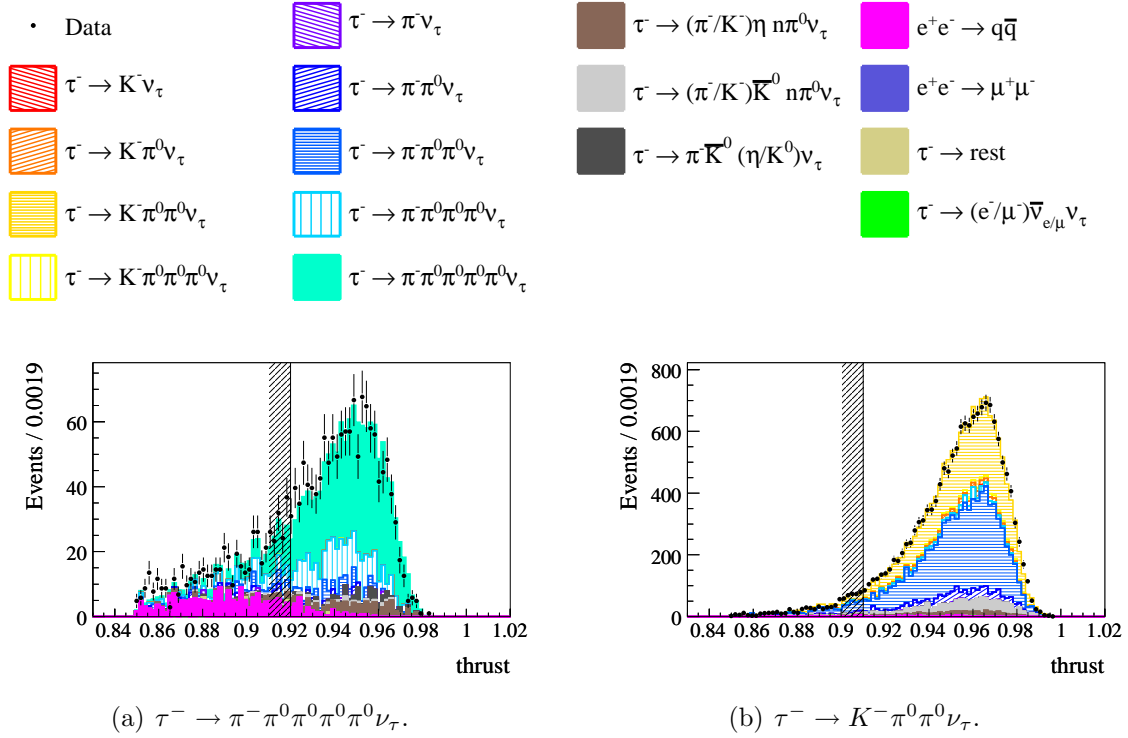 Data
τ⁻ → K⁻ν_τ
τ⁻ → K⁻π⁰ν_τ
τ⁻ → K⁻π⁰π⁰ν_τ
τ⁻ → K⁻π⁰π⁰π⁰ν_τ
τ⁻ → π⁻ν_τ
τ⁻ → π⁻π⁰ν_τ
τ⁻ → π⁻π⁰π⁰ν_τ
τ⁻ → π⁻π⁰π⁰π⁰ν_τ
τ⁻ → π⁻π⁰π⁰π⁰π⁰ν_τ
τ⁻ → (π⁻/K⁻)η nπ⁰ν_τ
τ⁻ → (π⁻/K⁻)K̅⁰ nπ⁰ν_τ
τ⁻ → π⁻K̅⁰ (η/K⁰)ν_τ
e⁺e⁻ → qq̅
e⁺e⁻ → μ⁺μ⁻
τ⁻ → rest
τ⁻ → (e⁻/μ⁻)ν̅_{e/μ} ν_τ
Events / 0.0019
60
40
20
0
0.84 0.86 0.88 0.9 0.92 0.94 0.96 0.98 1 1.02
thrust
(a) τ⁻ → π⁻π⁰π⁰π⁰π⁰ν_τ.
Events / 0.0019
800
600
400
200
0
0.84 0.86 0.88 0.9 0.92 0.94 0.96 0.98 1 1.02
thrust
(b) τ⁻ → K⁻π⁰π⁰ν_τ.